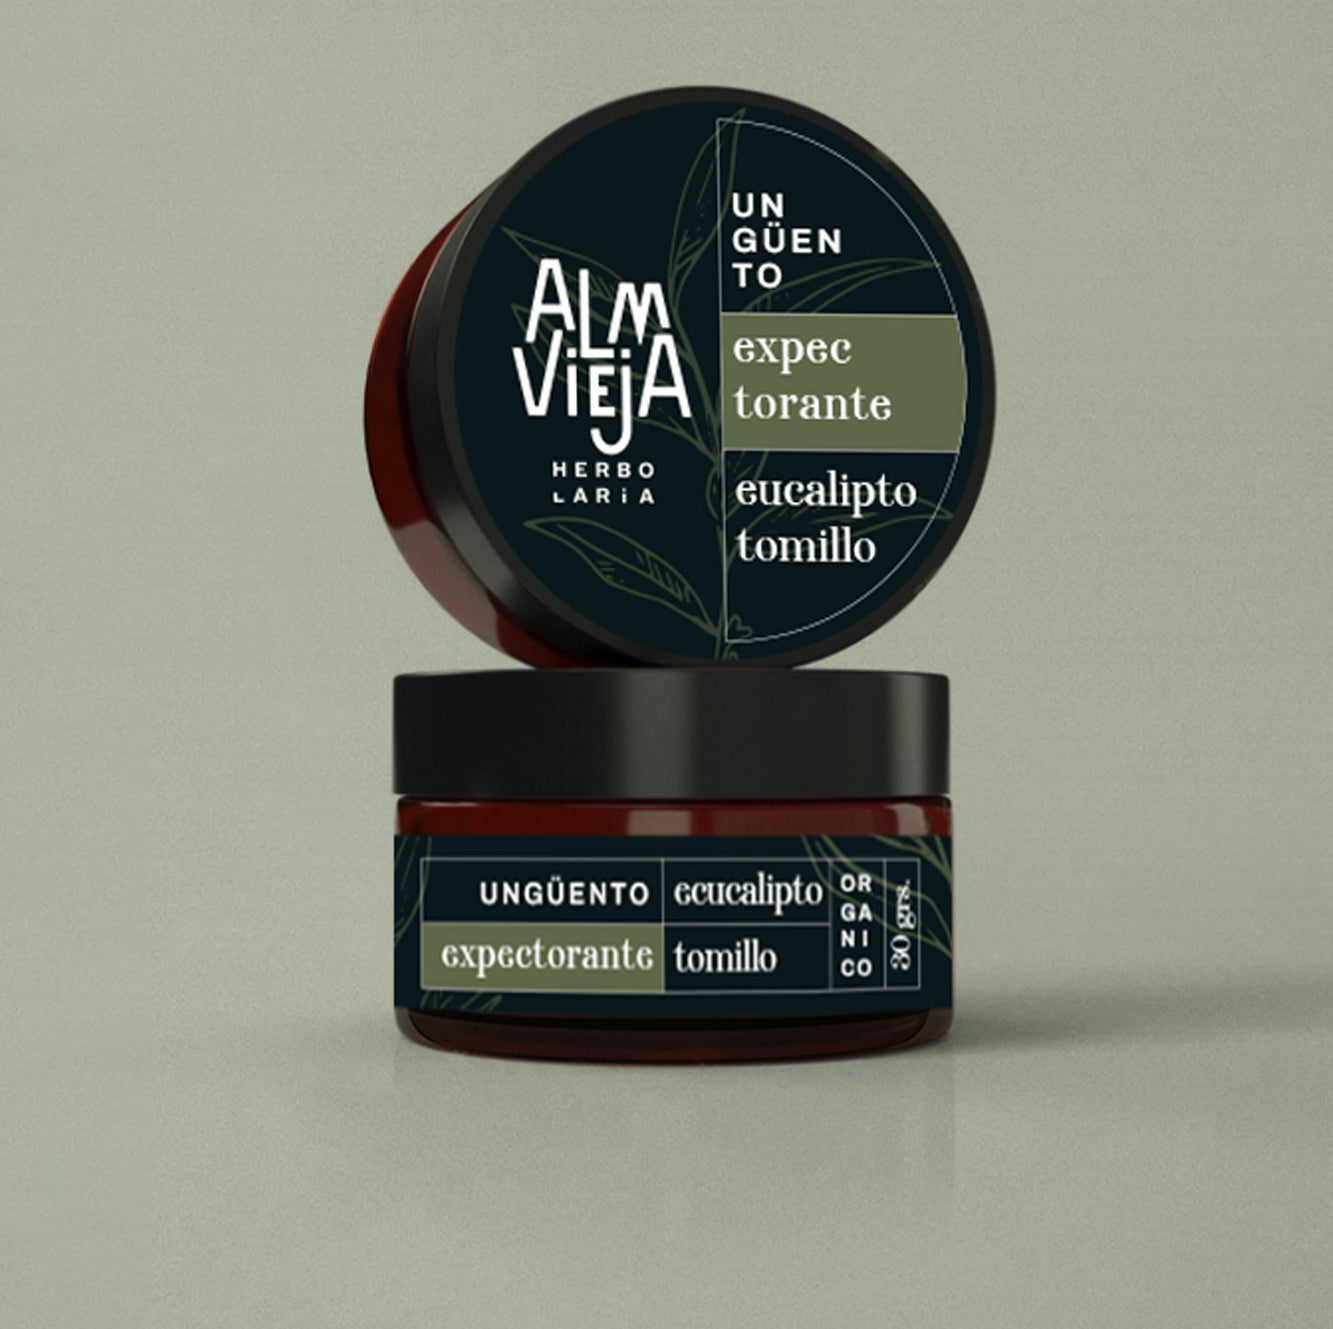 ALM
ViEjA
HERBO
LARiA
UN
GÜEN
TO
expec
torante
eucalipto
tomillo
UNGÜENTO
expectorante
ecucalipto
tomillo
OR
GA
NI
CO
30 grs.